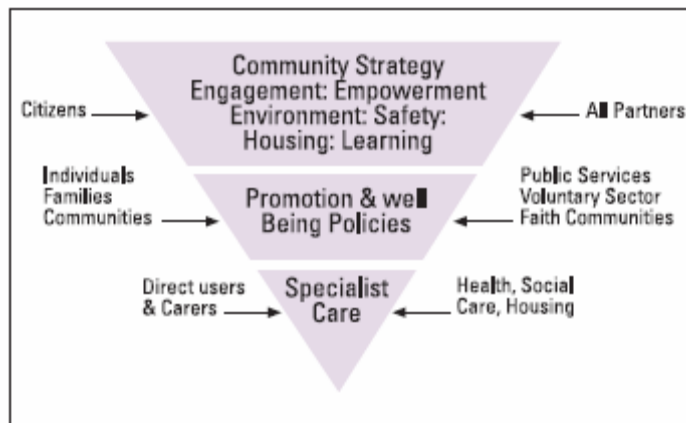 Community Strategy
Engagement: Empowerment
Environment: Safety:
Housing: Learning
Citizens
All Partners
Individuals
Families
Communities
Promotion & well
Being Policies
Public Services
Voluntary Sector
Faith Communities
Direct users
& Carers
Specialist
Care
Health, Social
Care, Housing